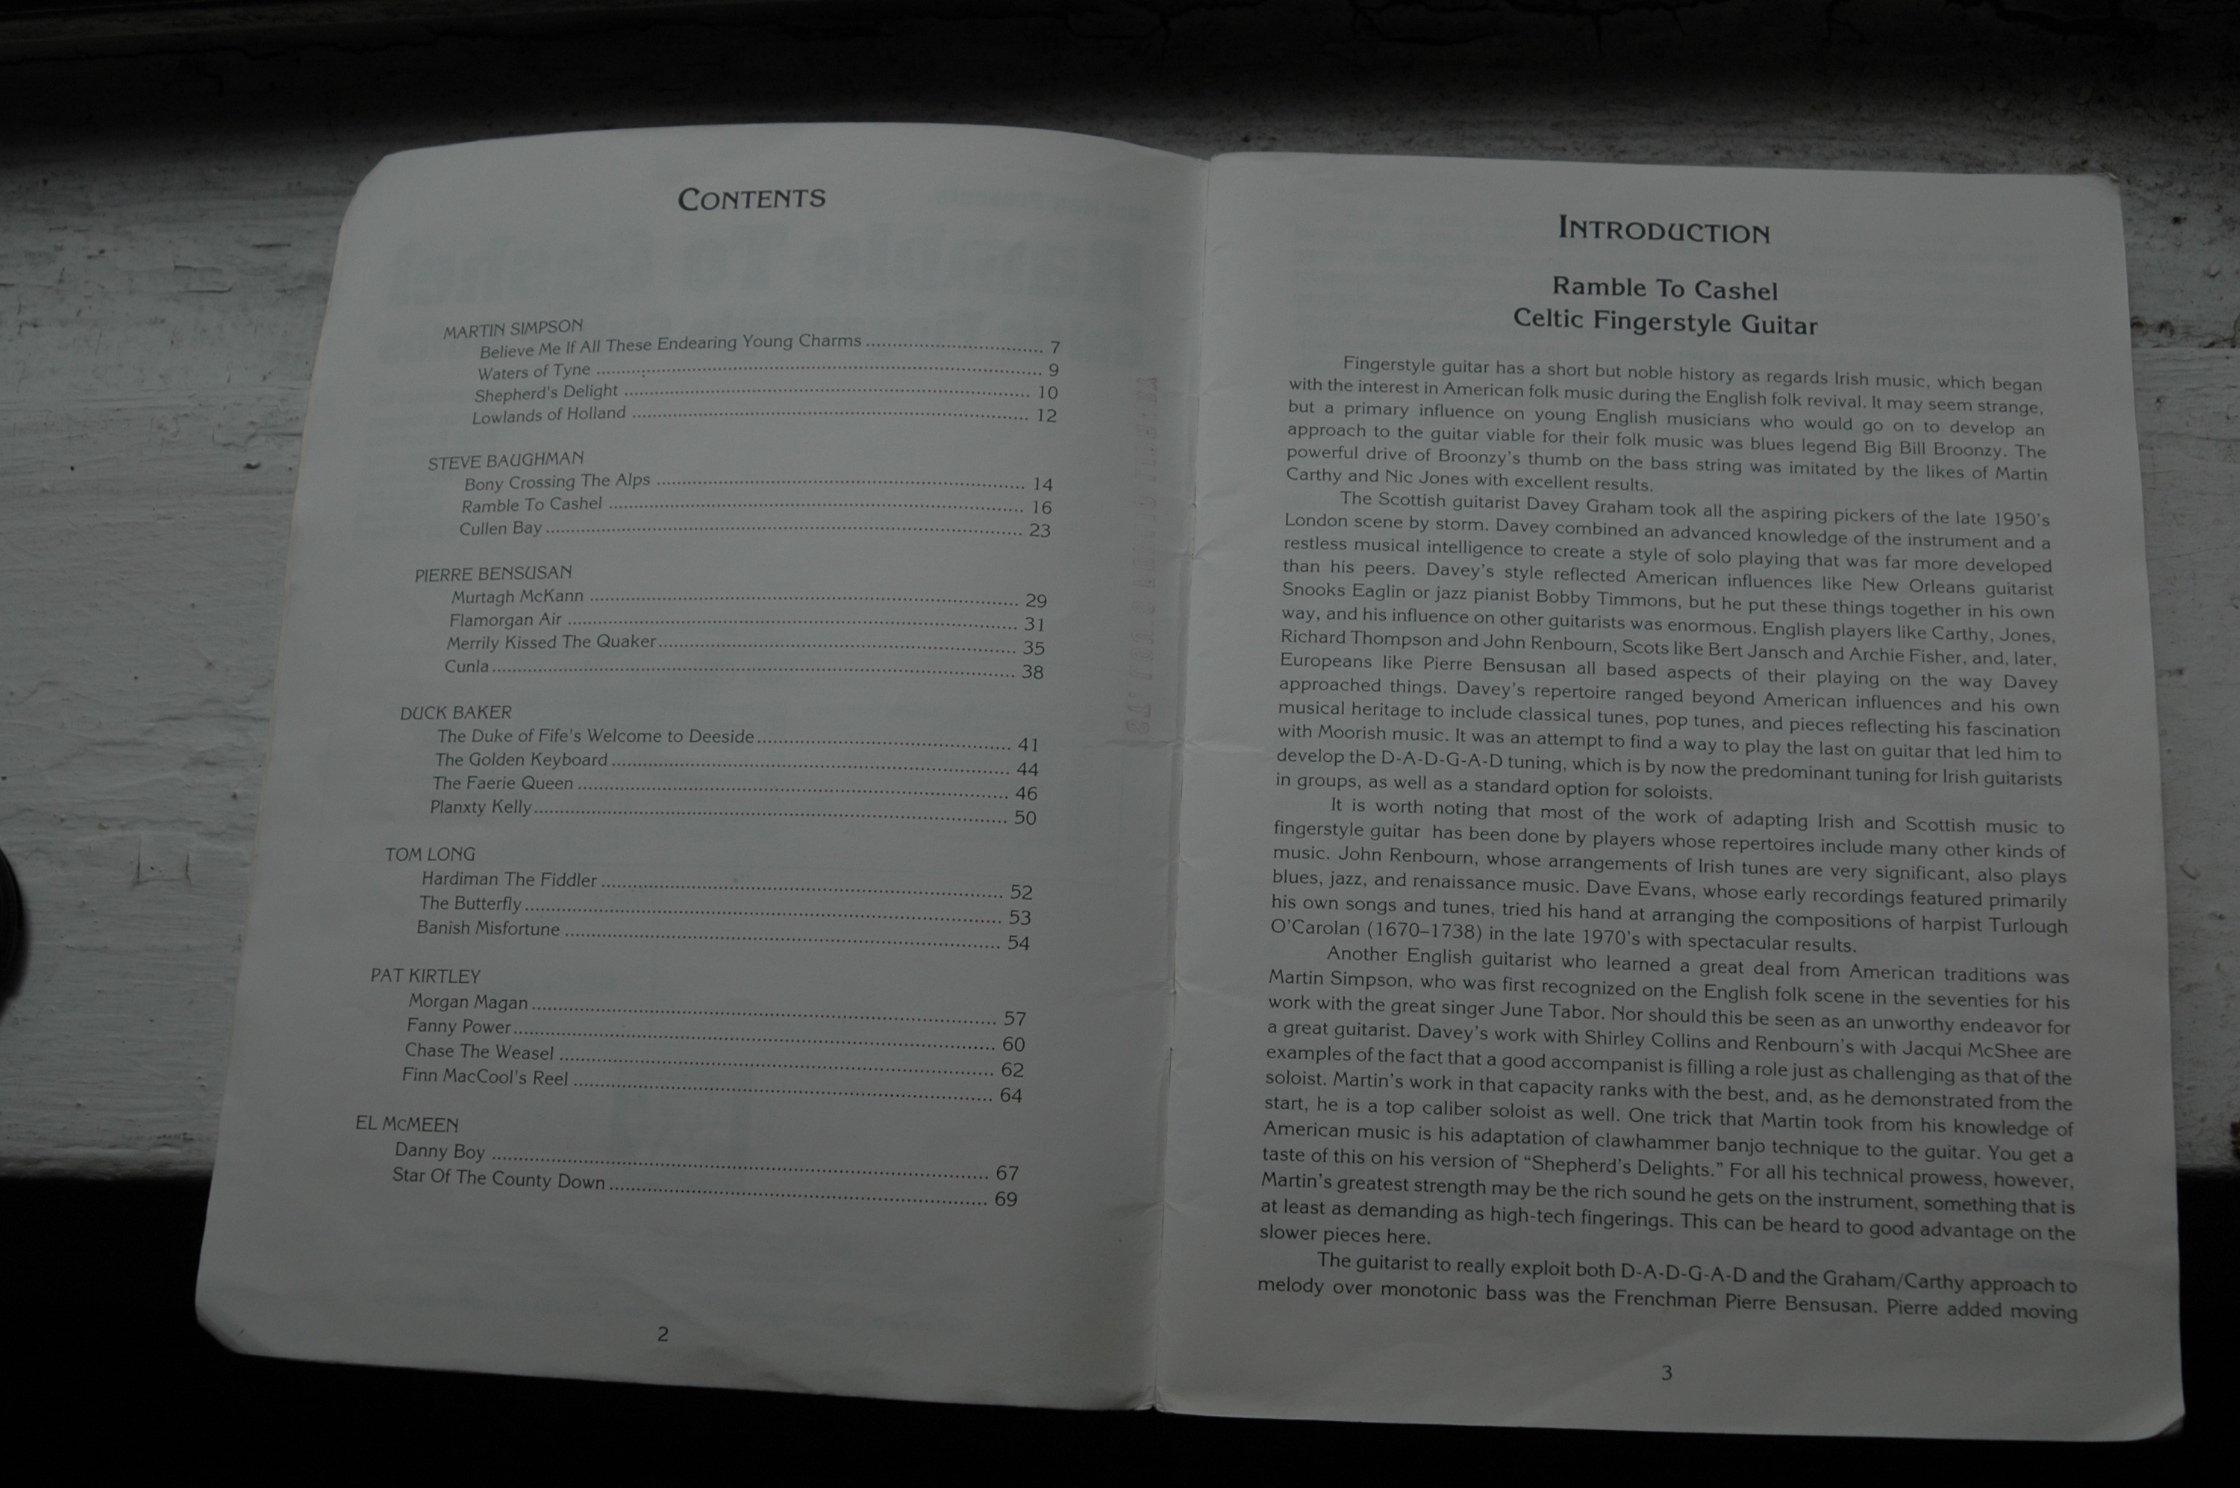 CONTENTS
MARTIN SIMPSON
Believe Me If All These Endearing Young Charms ........ 7
Waters of Tyne ........ 9
Shepherd's Delight ........ 10
Lowlands of Holland ........ 12
STEVE BAUGHMAN
Bony Crossing The Alps ........ 14
Ramble To Cashel ........ 16
Cullen Bay ........ 23
PIERRE BENSUSAN
Murtagh McKann ........ 29
Flamorgan Air ........ 31
Merrily Kissed The Quaker ........ 35
Cunla ........ 38
DUCK BAKER
The Duke of Fife's Welcome to Deeside ........ 41
The Golden Keyboard ........ 44
The Faerie Queen ........ 46
Planxty Kelly ........ 50
TOM LONG
Hardiman The Fiddler ........ 52
The Butterfly ........ 53
Banish Misfortune ........ 54
PAT KIRTLEY
Morgan Magan ........ 57
Fanny Power ........ 60
Chase The Weasel ........ 62
Finn MacCool's Reel ........ 64
EL MCMEEN
Danny Boy ........ 67
Star Of The County Down ........ 69
2
INTRODUCTION
Ramble To Cashel
Celtic Fingerstyle Guitar
Fingerstyle guitar has a short but noble history as regards Irish music, which began
with the interest in American folk music during the English folk revival. It may seem strange,
but a primary influence on young English musicians who would go on to develop an
approach to the guitar viable for their folk music was blues legend Big Bill Broonzy. The
powerful drive of Broonzy's thumb on the bass string was imitated by the likes of Martin
Carthy and Nic Jones with excellent results.
The Scottish guitarist Davey Graham took all the aspiring pickers of the late 1950's
London scene by storm. Davey combined an advanced knowledge of the instrument and a
restless musical intelligence to create a style of solo playing that was far more developed
than his peers. Davey's style reflected American influences like New Orleans guitarist
Snooks Eaglin or jazz pianist Bobby Timmons, but he put these things together in his own
way, and his influence on other guitarists was enormous. English players like Carthy, Jones,
Richard Thompson and John Renbourn, Scots like Bert Jansch and Archie Fisher, and, later,
Europeans like Pierre Bensusan all based aspects of their playing on the way Davey
approached things. Davey's repertoire ranged beyond American influences and his own
musical heritage to include classical tunes, pop tunes, and pieces reflecting his fascination
with Moorish music. It was an attempt to find a way to play the last on guitar that led him to
develop the D-A-D-G-A-D tuning, which is by now the predominant tuning for Irish guitarists
in groups, as well as a standard option for soloists.
It is worth noting that most of the work of adapting Irish and Scottish music to
fingerstyle guitar has been done by players whose repertoires include many other kinds of
music. John Renbourn, whose arrangements of Irish tunes are very significant, also plays
blues, jazz, and renaissance music. Dave Evans, whose early recordings featured primarily
his own songs and tunes, tried his hand at arranging the compositions of harpist Turlough
O'Carolan (1670–1738) in the late 1970's with spectacular results.
Another English guitarist who learned a great deal from American traditions was
Martin Simpson, who was first recognized on the English folk scene in the seventies for his
work with the great singer June Tabor. Nor should this be seen as an unworthy endeavor for
a great guitarist. Davey's work with Shirley Collins and Renbourn's with Jacqui McShee are
examples of the fact that a good accompanist is filling a role just as challenging as that of the
soloist. Martin's work in that capacity ranks with the best, and, as he demonstrated from the
start, he is a top caliber soloist as well. One trick that Martin took from his knowledge of
American music is his adaptation of clawhammer banjo technique to the guitar. You get a
taste of this on his version of “Shepherd's Delights.” For all his technical prowess, however,
Martin's greatest strength may be the rich sound he gets on the instrument, something that is
at least as demanding as high-tech fingerings. This can be heard to good advantage on the
slower pieces here.
The guitarist to really exploit both D-A-D-G-A-D and the Graham/Carthy approach to
melody over monotonic bass was the Frenchman Pierre Bensusan. Pierre added moving
3